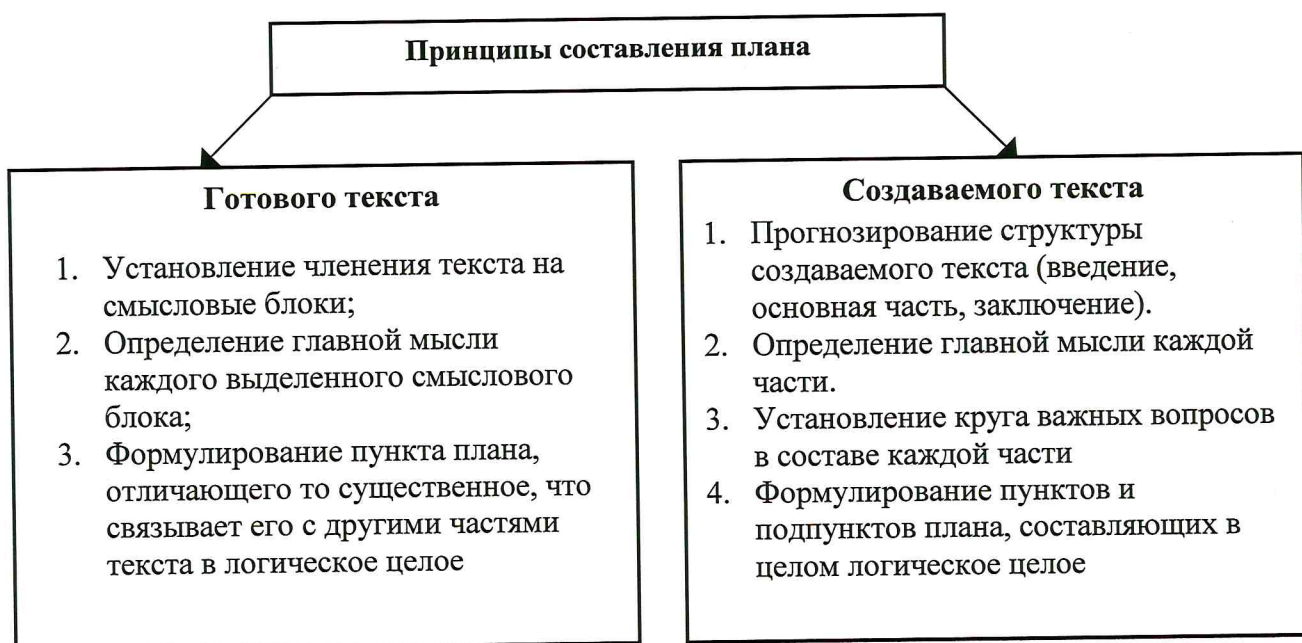 Принципы составления плана
Готового текста
1. Установление членения текста на
смысловые блоки;
2. Определение главной мысли
каждого выделенного смыслового
блока;
3. Формулирование пункта плана,
отличающего то существенное, что
связывает его с другими частями
текста в логическое целое
Создаваемого текста
1. Прогнозирование структуры
создаваемого текста (введение,
основная часть, заключение).
2. Определение главной мысли каждой
части.
3. Установление круга важных вопросов
в составе каждой части
4. Формулирование пунктов и
подпунктов плана, составляющих в
целом логическое целое